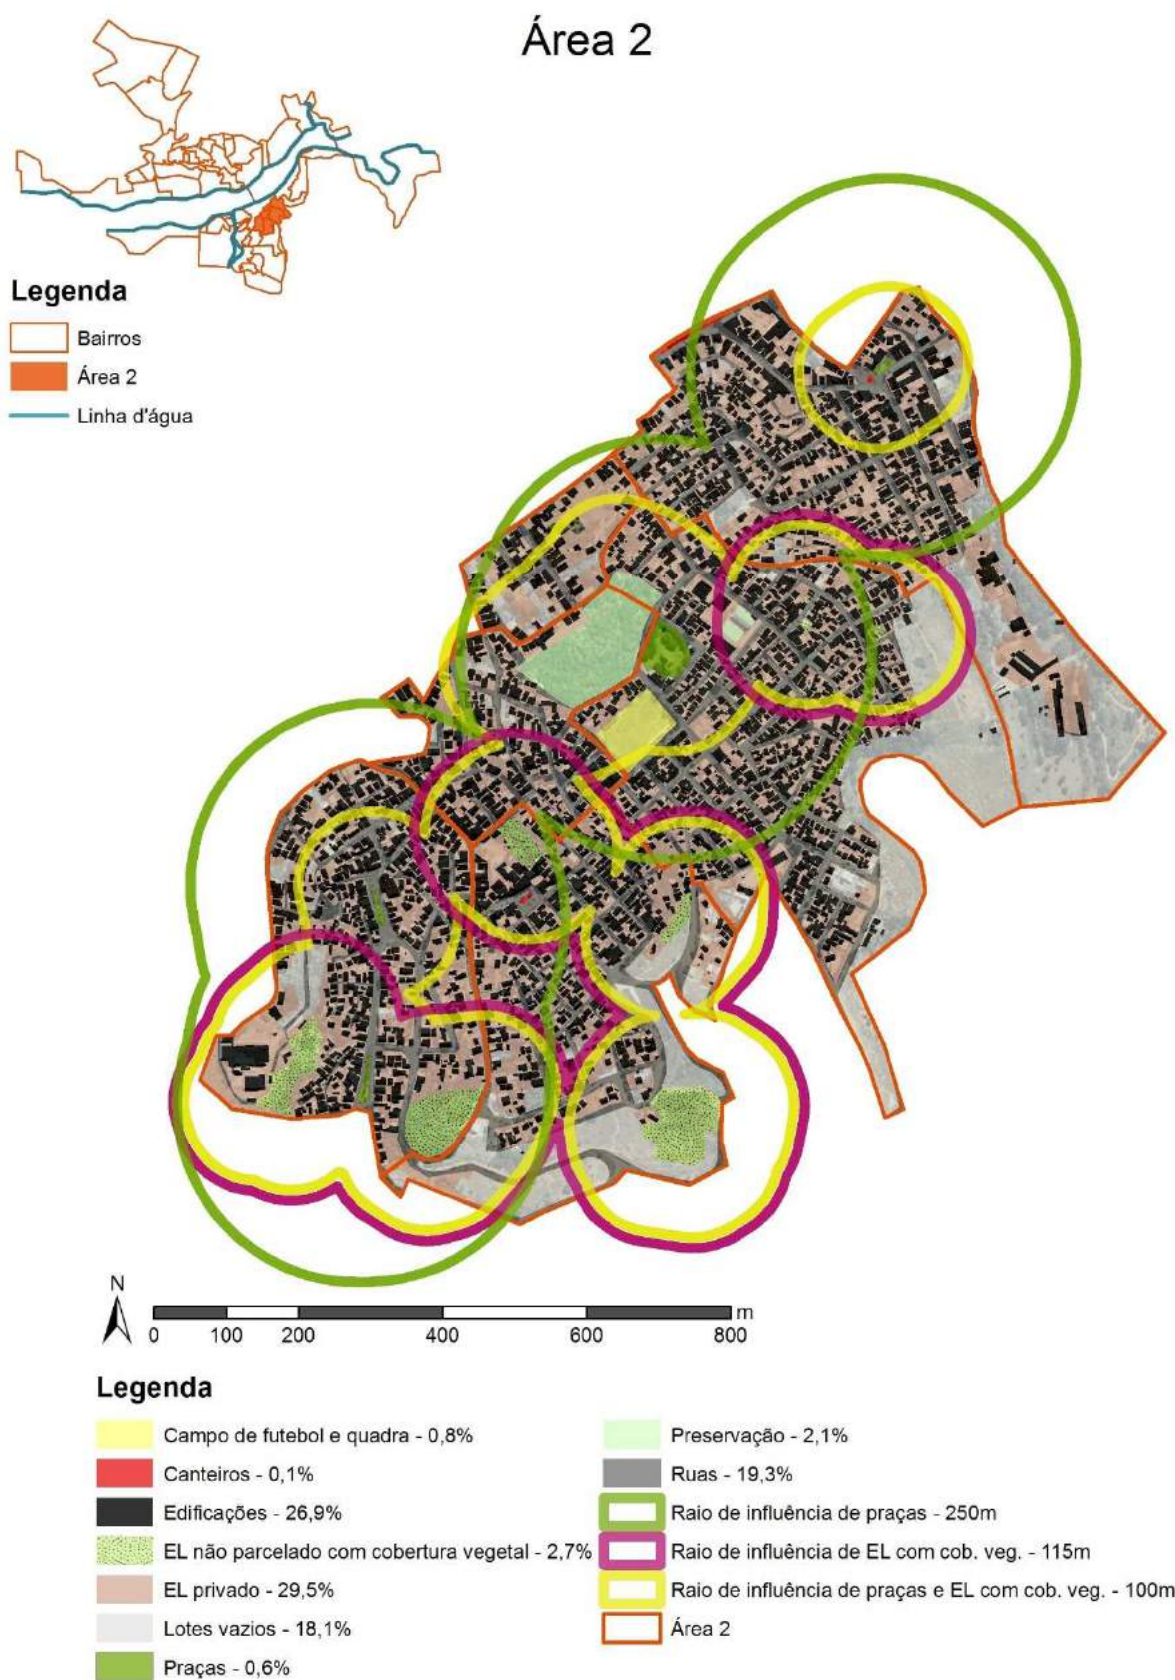 Área 2
Legenda
Bairros
Área 2
Linha d'água
N
m
0 100 200 400 600 800
Legenda
Campo de futebol e quadra - 0,8%
Canteiros - 0,1%
Edificações - 26,9%
EL não parcelado com cobertura vegetal - 2,7%
EL privado - 29,5%
Lotes vazios - 18,1%
Praças - 0,6%
Preservação - 2,1%
Ruas - 19,3%
Raio de influência de praças - 250m
Raio de influência de EL com cob. veg. - 115m
Raio de influência de praças e EL com cob. veg. - 100m
Área 2